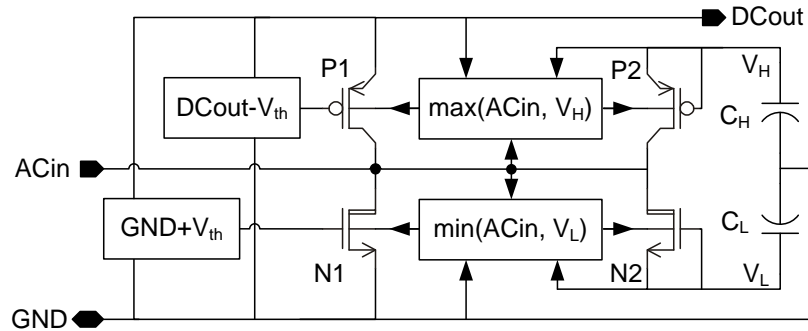 DCout
P1
P2
V_H
DCout-V_th
max(ACin, V_H)
C_H
ACin
GND+V_th
min(ACin, V_L)
C_L
N1
N2
V_L
GND